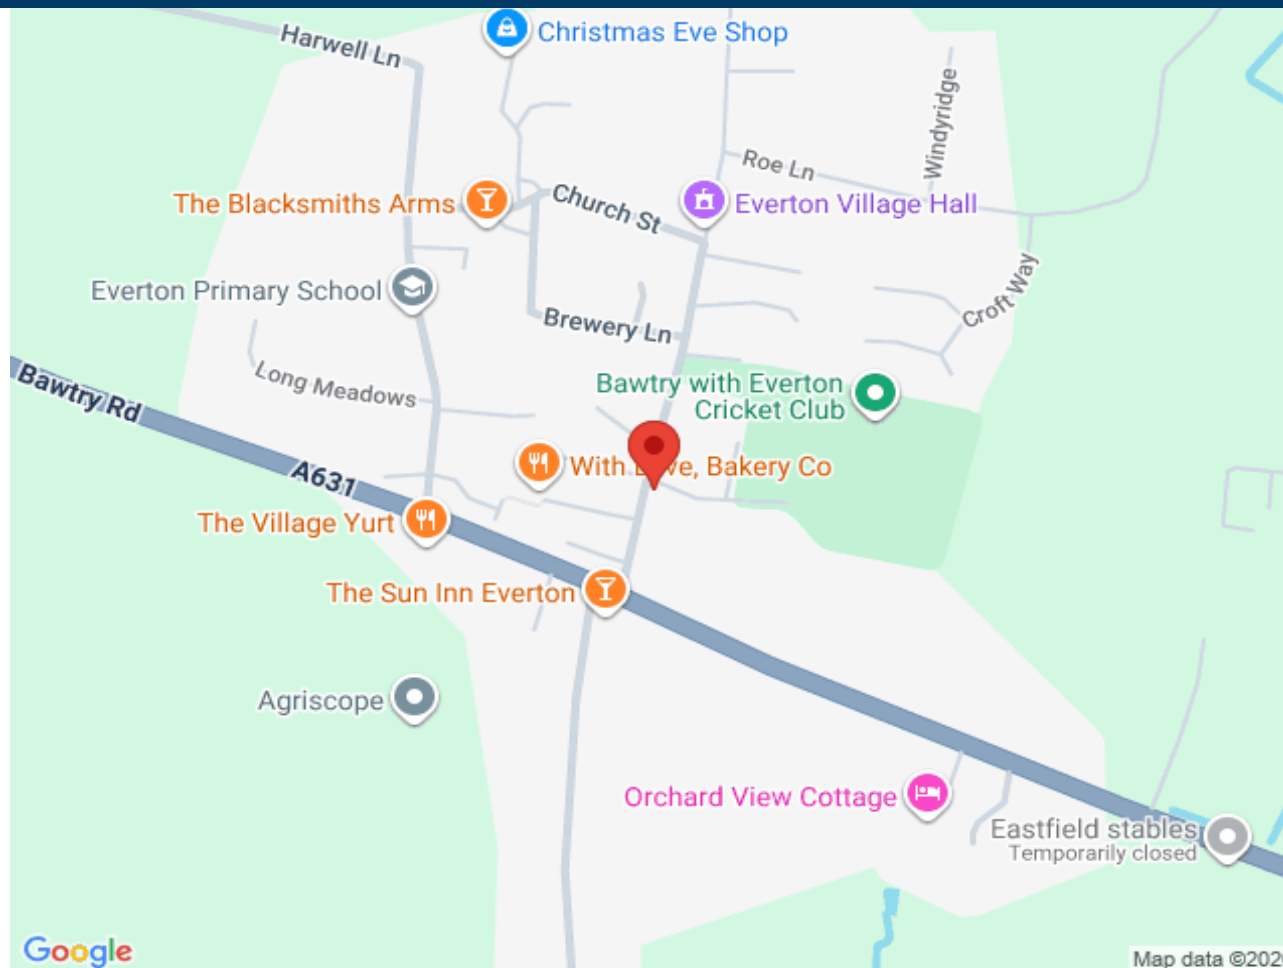 Harwell Ln
Christmas Eve Shop
Windyridge
Roe Ln
The Blacksmiths Arms
Church St
Everton Village Hall
Everton Primary School
Croft Way
Brewery Ln
Bawtry Rd
Long Meadows
Bawtry with Everton
Cricket Club
A631
With Bakery Co
The Village Yurt
The Sun Inn Everton
Agriscope
Orchard View Cottage
Eastfield stables
Temporarily closed
Google
Map data ©202